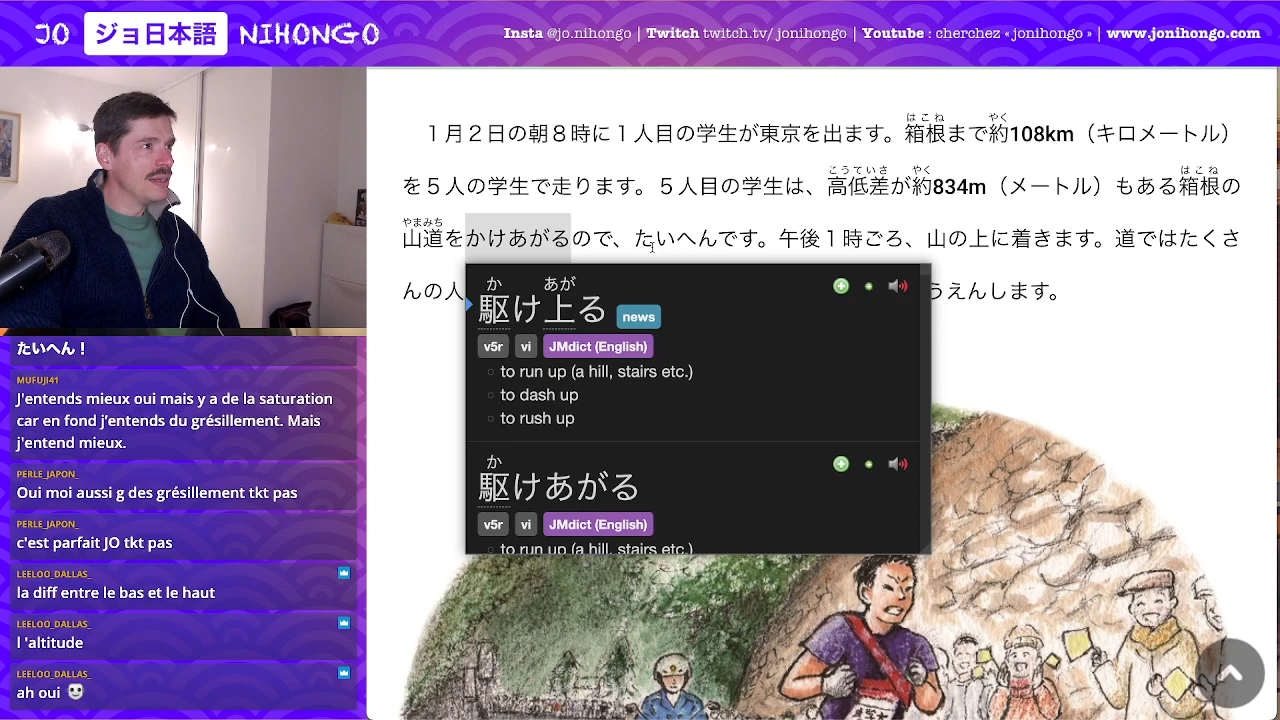 JO ジョ日本語 NIHONGO
Insta @jo.nihongo | Twitch twitch.tv/ jonihongo | Youtube : cherchez « jonihongo » | www.jonihongo.com
はこね やく
1月2日の朝8時に1人目の学生が東京を出ます。箱根まで約108km（キロメートル）
こうていさ やく はこね
を5人の学生で走ります。5人目の学生は、高低差が約834m（メートル）もある箱根の
やまみち
山道をかけあがるので、たいへんです。午後1時ごろ、山の上に着きます。道ではたくさ
んの人
うえんします。
か あが
駆け上る news
v5r vi JMdict (English)
to run up (a hill, stairs etc.)
to dash up
to rush up
か
駆けあがる
v5r vi JMdict (English)
to run up (a hill, stairs etc.)
たいへん！
MUFUJI41
J'entends mieux oui mais y a de la saturation
car en fond j'entends du grésillement. Mais
j'entend mieux.
PERLE_JAPON_
Oui moi aussi g des grésillement tkt pas
PERLE_JAPON_
c'est parfait JO tkt pas
LEELOO_DALLAS_
la diff entre le bas et le haut
LEELOO_DALLAS_
l 'altitude
LEELOO_DALLAS_
ah oui